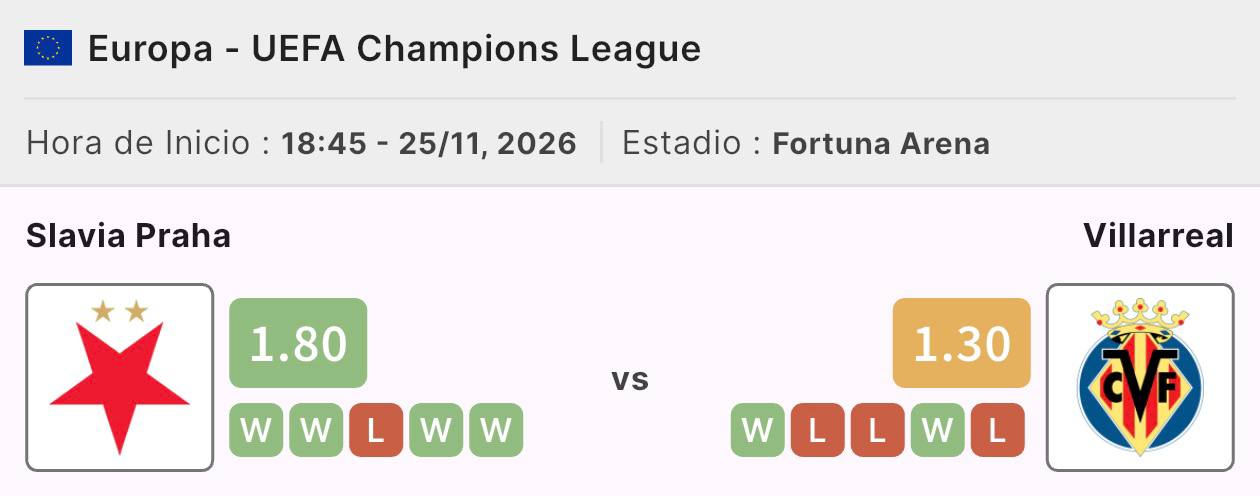 Europa - UEFA Champions League
Hora de Inicio : 18:45 - 25/11, 2026 Estadio : Fortuna Arena
Slavia Praha Villarreal
1.80 vs 1.30
W W L W W W L L W L
CVF